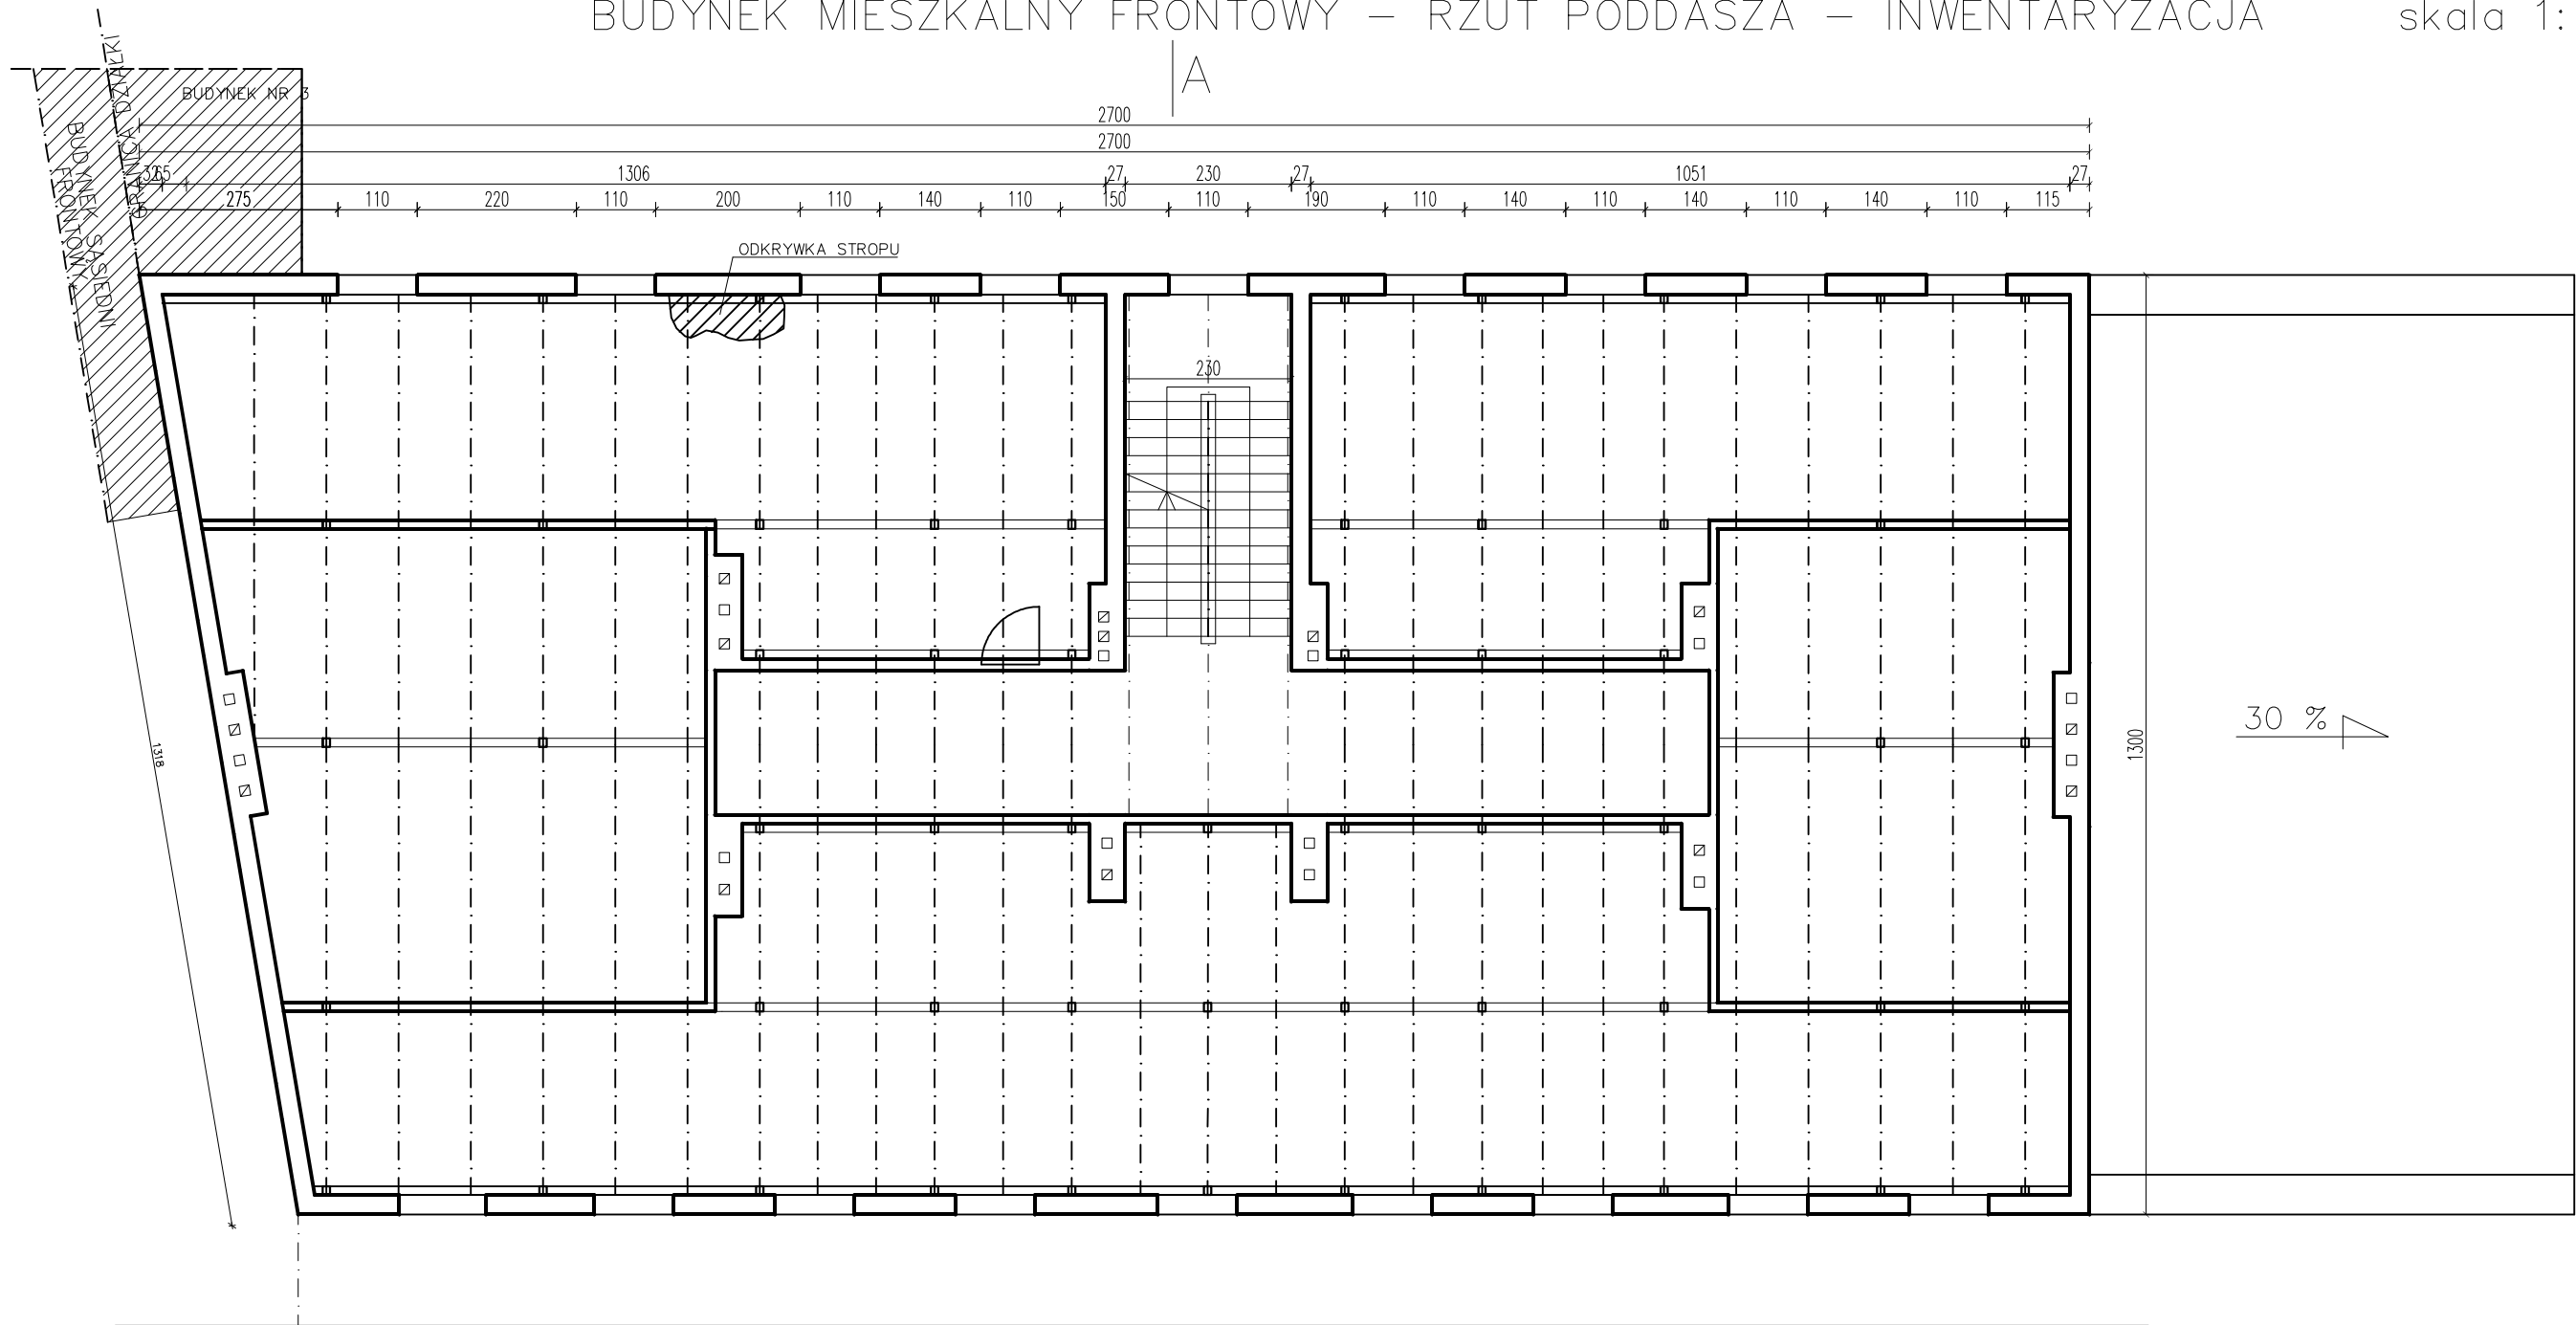 BUDYNEK MIESZKALNY FRONTOWY – RZUT PODDASZA – INWENTARYZACJA skala 1:
A
GRANICA DZIAŁKI
BUDYNEK NR 3
BUDYNEK SĄSIEDNI
2700
2700
1306 27 230 27 1051 27
275 110 220 110 200 110 140 110 150 110 190 110 140 110 140 110 140 110 115
ODKRYWKA STROPU
230
1318
1300
30 %